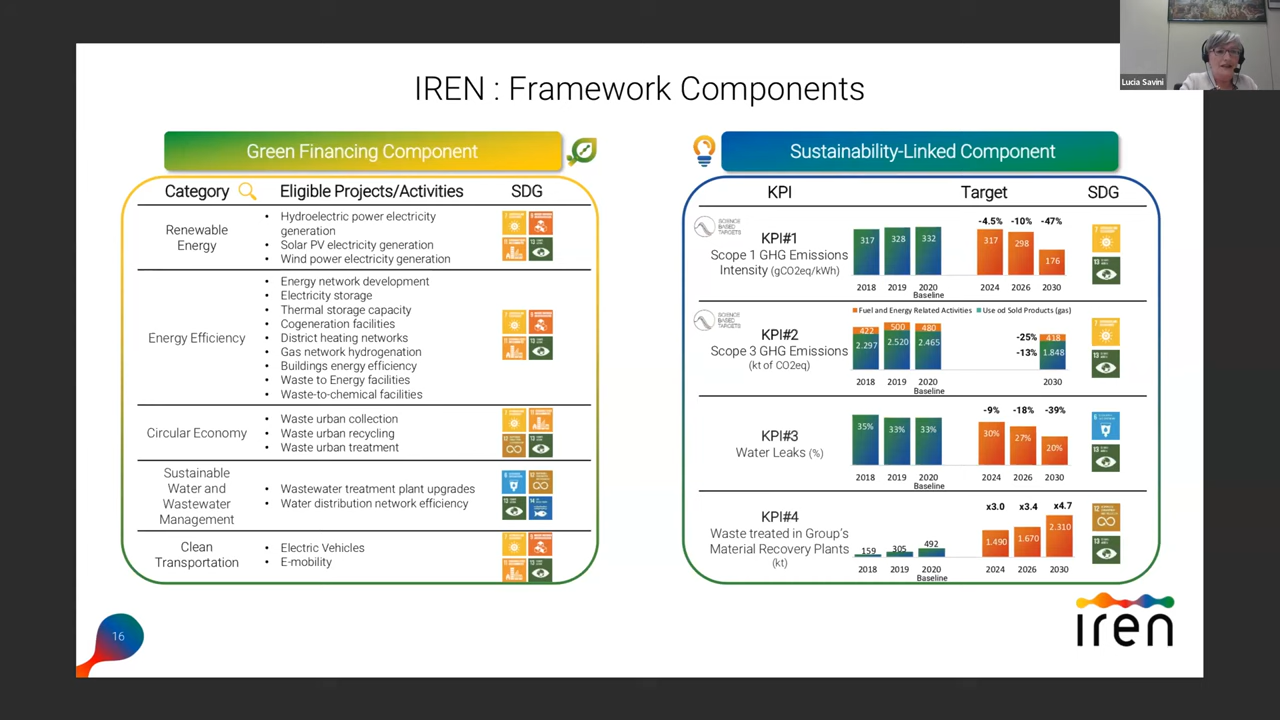 Lucia Savini
IREN : Framework Components
Green Financing Component
Category
Eligible Projects/Activities
SDG
Renewable
Energy
• Hydroelectric power electricity
generation
• Solar PV electricity generation
• Wind power electricity generation
Energy Efficiency
• Energy network development
• Electricity storage
• Thermal storage capacity
• Cogeneration facilities
• District heating networks
• Gas network hydrogenation
• Buildings energy efficiency
• Waste to Energy facilities
• Waste-to-chemical facilities
Circular Economy
• Waste urban collection
• Waste urban recycling
• Waste urban treatment
Sustainable
Water and
Wastewater
Management
• Wastewater treatment plant upgrades
• Water distribution network efficiency
Clean
Transportation
• Electric Vehicles
• E-mobility
Sustainability-Linked Component
KPI
Target
SDG
SCIENCE
BASED
TARGETS
KPI#1
Scope 1 GHG Emissions
Intensity (gCO2eq/kWh)
-4.5% -10% -47%
317 328 332 317 298 176
2018 2019 2020 2024 2026 2030
Baseline
SCIENCE
BASED
TARGETS
KPI#2
Scope 3 GHG Emissions
(kt of CO2eq)
Fuel and Energy Related Activities Use od Sold Products (gas)
422 500 480 -25% 418
2.297 2.520 2.465 -13% 1.848
2018 2019 2020 2030
Baseline
KPI#3
Water Leaks (%)
-9% -18% -39%
35% 33% 33% 30% 27% 20%
2018 2019 2020 2024 2026 2030
Baseline
KPI#4
Waste treated in Group's
Material Recovery Plants
(kt)
x3.0 x3.4 x4.7
159 305 492 1.490 1.670 2.310
2018 2019 2020 2024 2026 2030
Baseline
16
iren